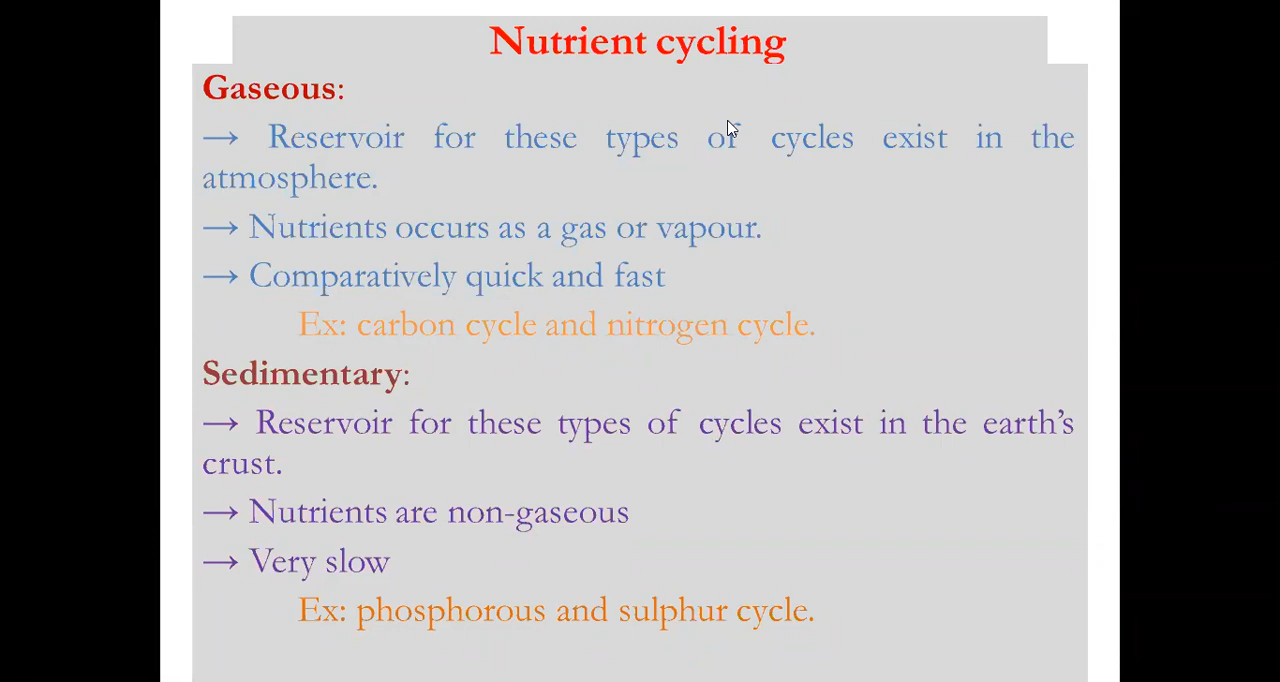 Nutrient cycling
Gaseous:
→ Reservoir for these types of cycles exist in the
atmosphere.
→ Nutrients occurs as a gas or vapour.
→ Comparatively quick and fast
Ex: carbon cycle and nitrogen cycle.
Sedimentary:
→ Reservoir for these types of cycles exist in the earth’s
crust.
→ Nutrients are non-gaseous
→ Very slow
Ex: phosphorous and sulphur cycle.